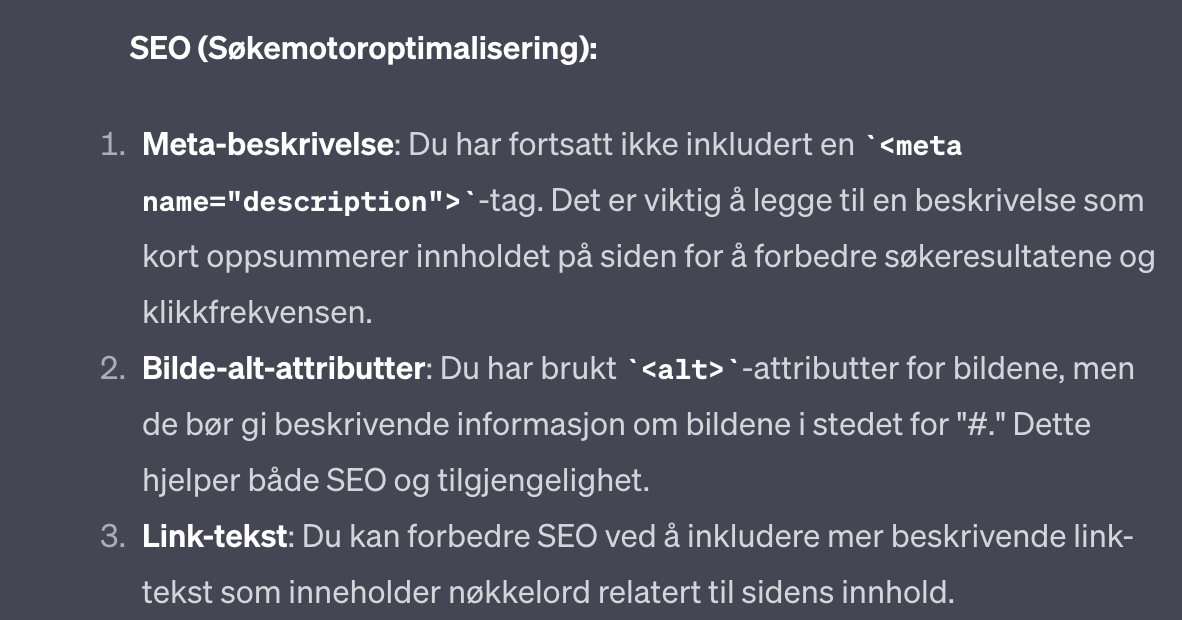 SEO (Søkemotoroptimalisering):
1. Meta-beskrivelse: Du har fortsatt ikke inkludert en `<meta
name="description">`-tag. Det er viktig å legge til en beskrivelse som
kort oppsummerer innholdet på siden for å forbedre søkeresultatene og
klikkfrekvensen.
2. Bilde-alt-attributter: Du har brukt `<alt>`-attributter for bildene, men
de bør gi beskrivende informasjon om bildene i stedet for "#." Dette
hjelper både SEO og tilgjengelighet.
3. Link-tekst: Du kan forbedre SEO ved å inkludere mer beskrivende link-
tekst som inneholder nøkkelord relatert til sidens innhold.